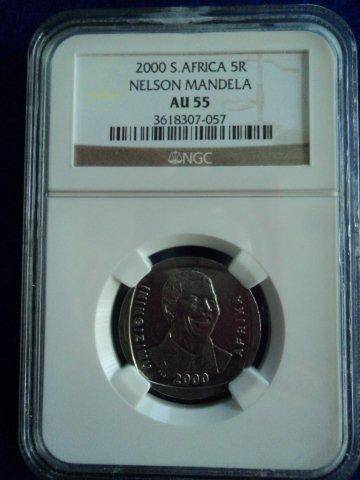 2000 S.AFRICA 5R
NELSON MANDELA
AU 55
3618307-057
NGC
AFRIKA
2000